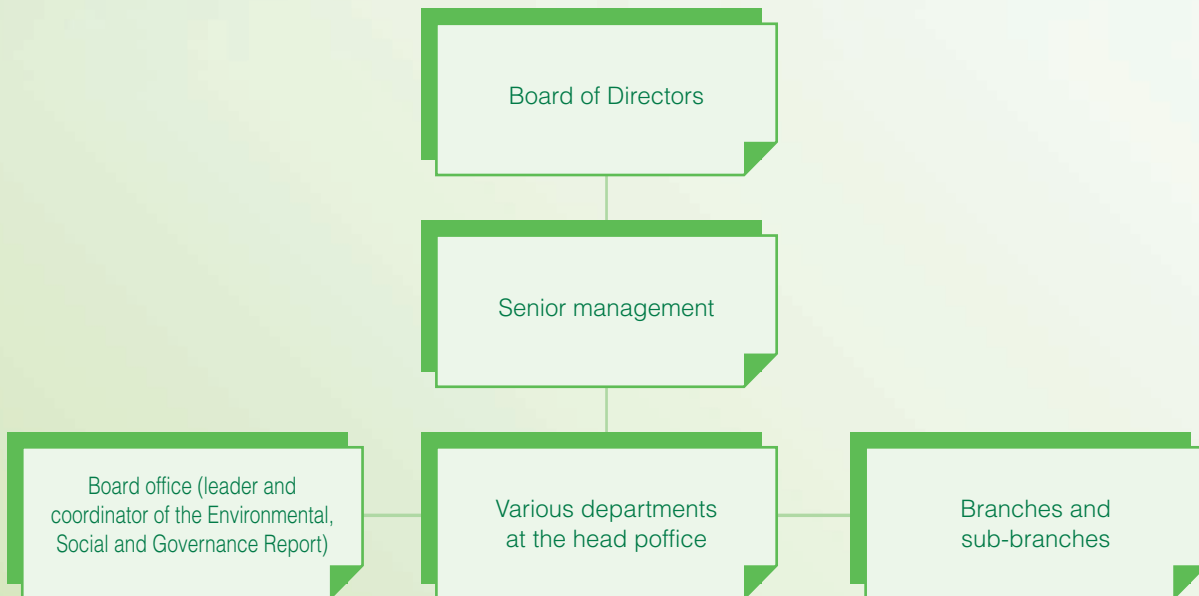 Board of Directors
Senior management
Board office (leader and
coordinator of the Environmental,
Social and Governance Report)
Various departments
at the head poffice
Branches and
sub-branches